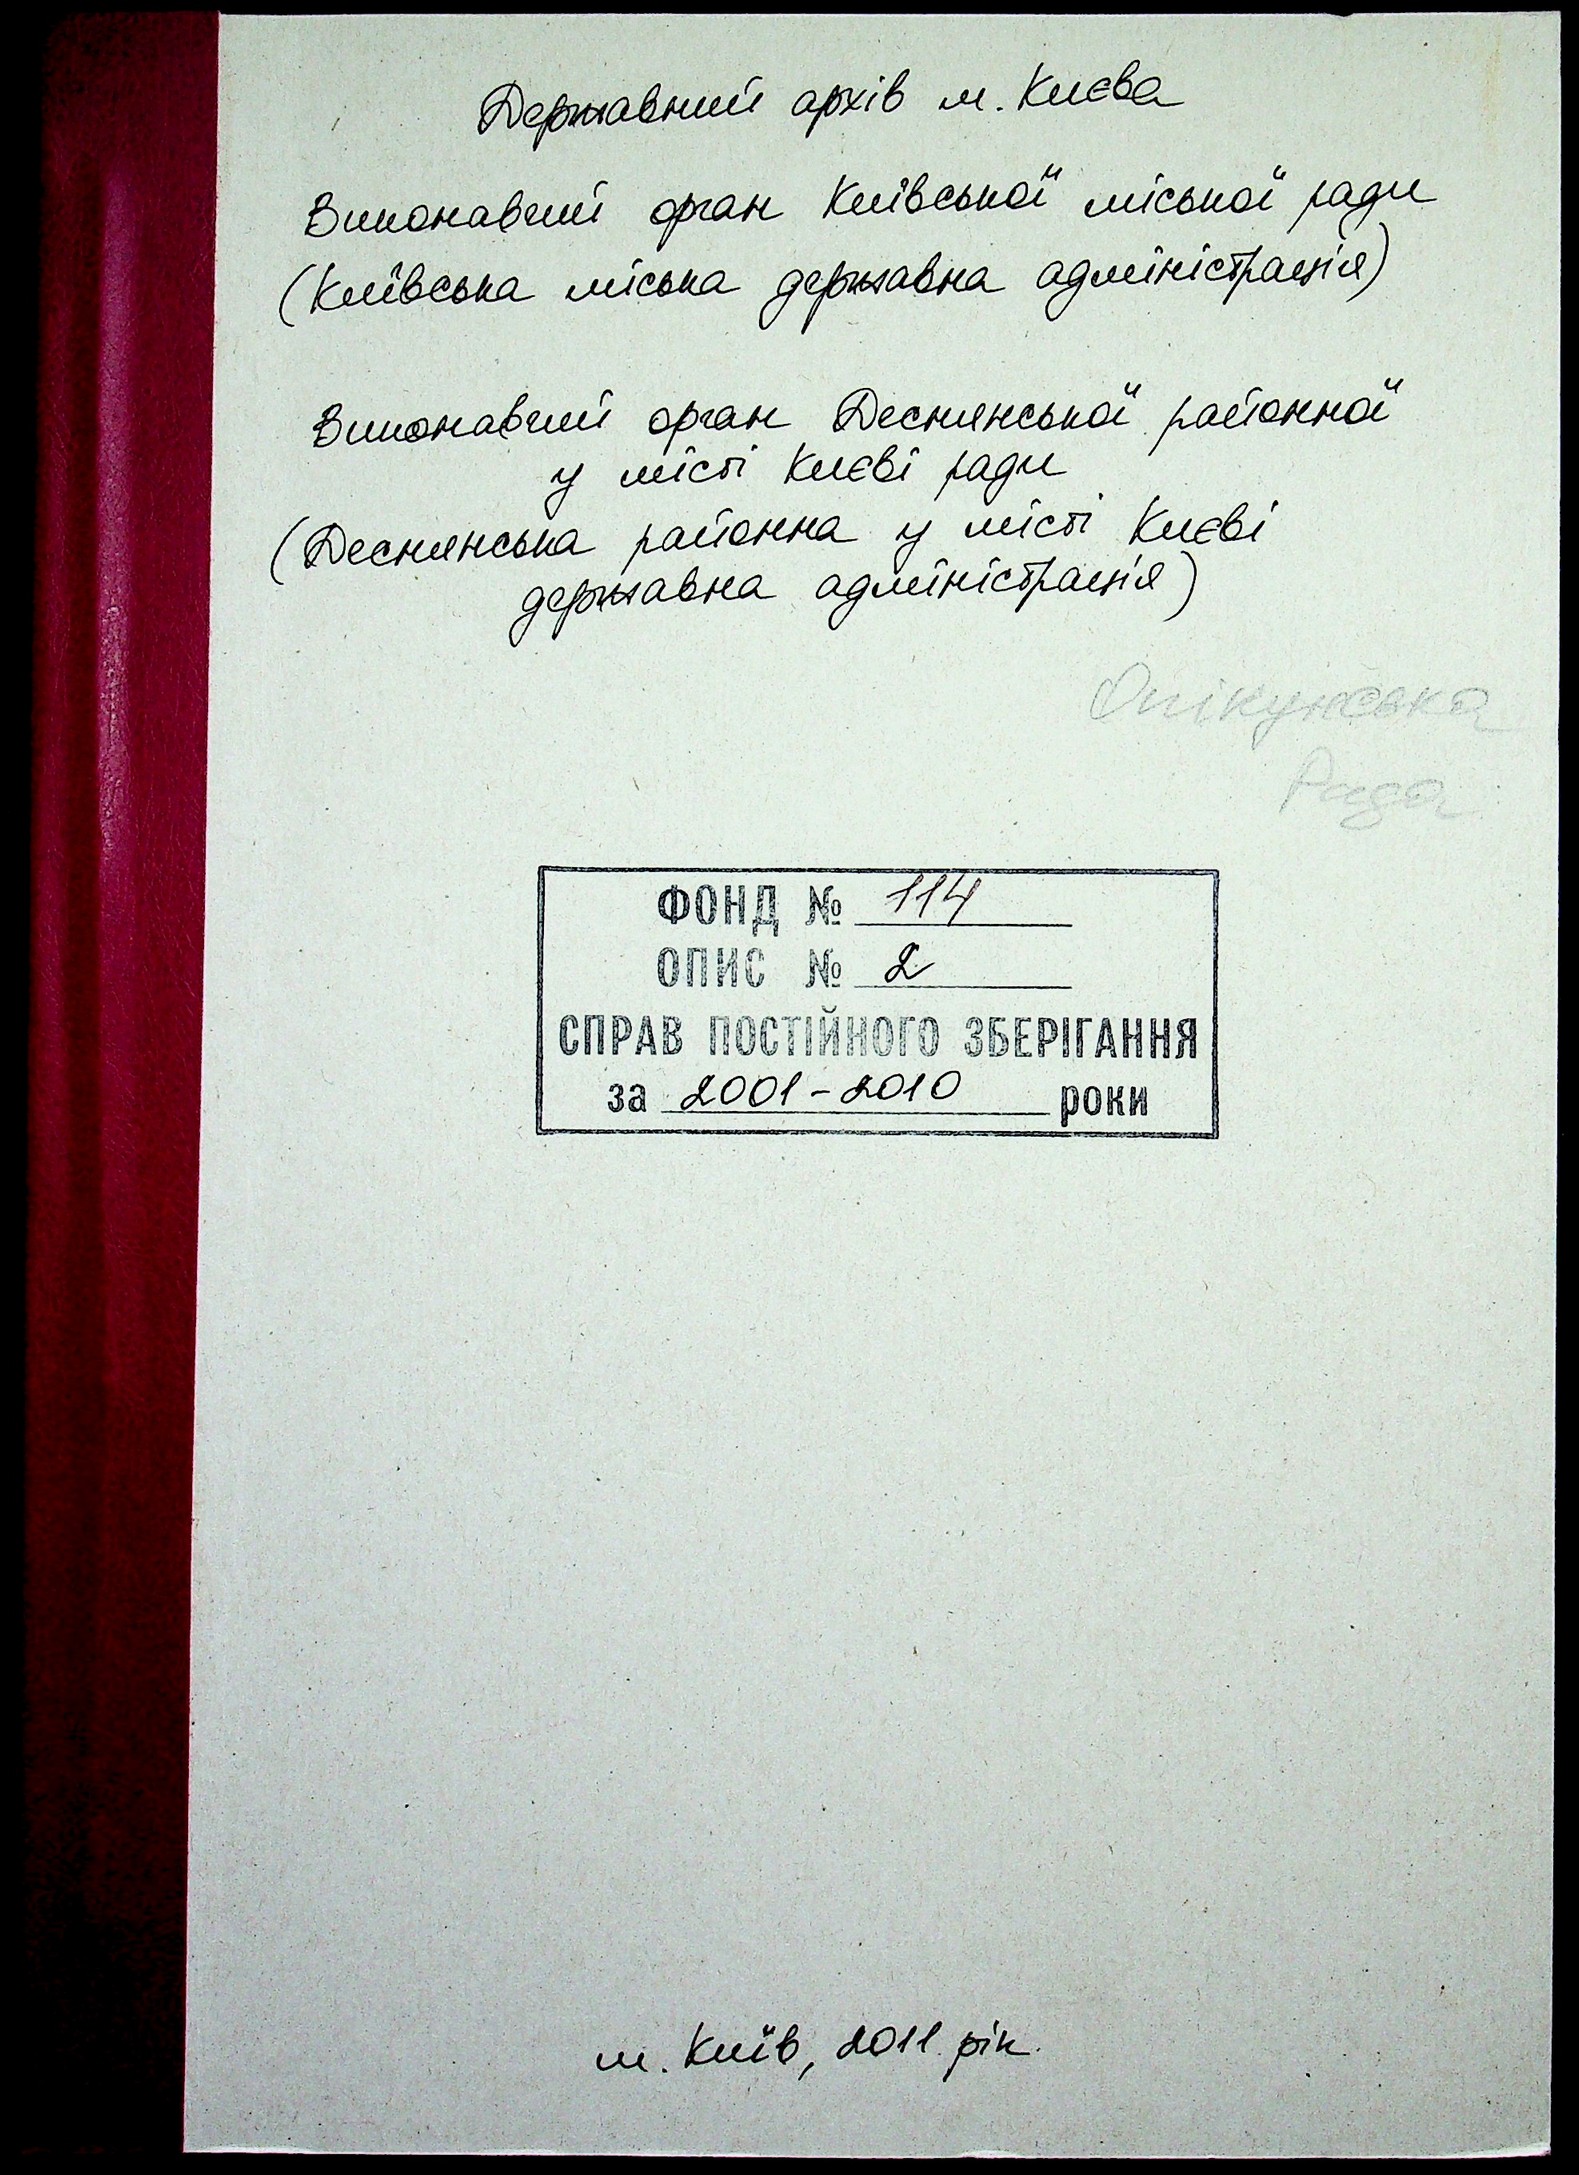 Державний архів м. Києва
Виконавчий орган Київської міської ради
(Київська міська державна адміністрація)
Виконавчий орган Деснянської районної
у місті Києві ради
(Деснянська районна у місті Києві
державна адміністрація)
Опікунська
Рада
ФОНД № 114
ОПИС № 2
СПРАВ ПОСТІЙНОГО ЗБЕРІГАННЯ
за 2001-2010 роки
м. Київ, 2011 рік.